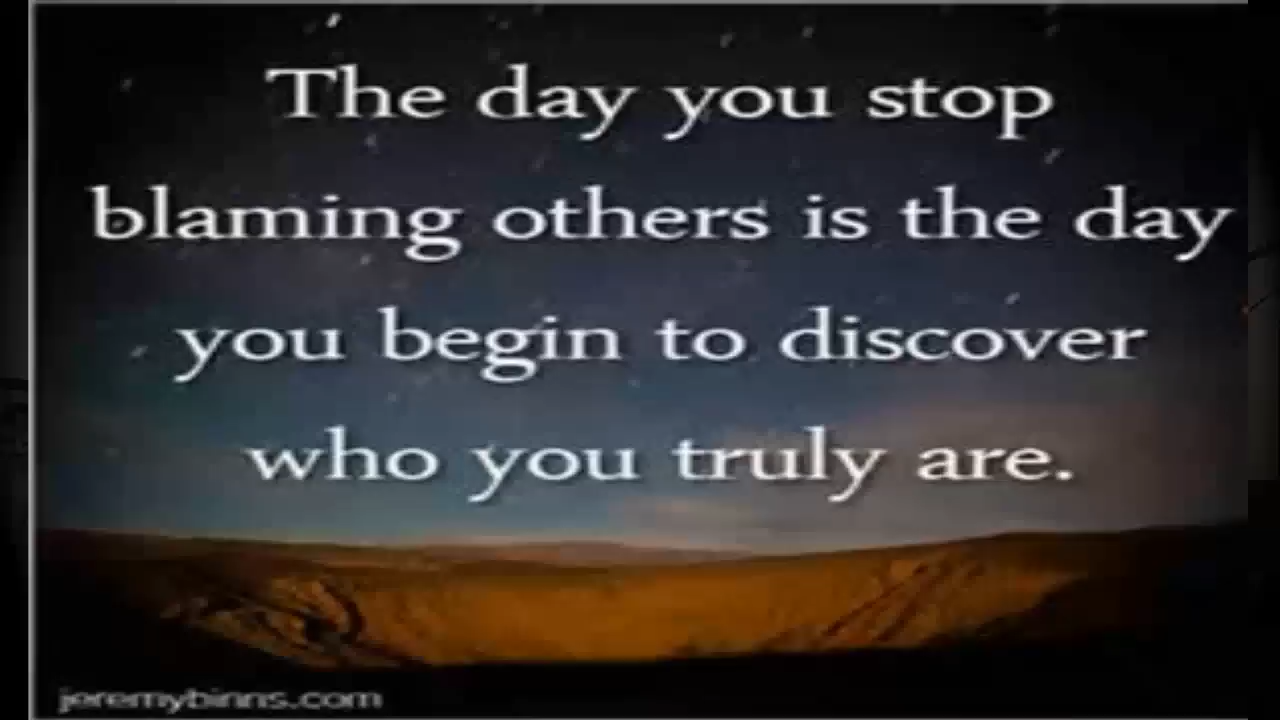 The day you stop
blaming others is the day
you begin to discover
who you truly are.
jeremybinns.com